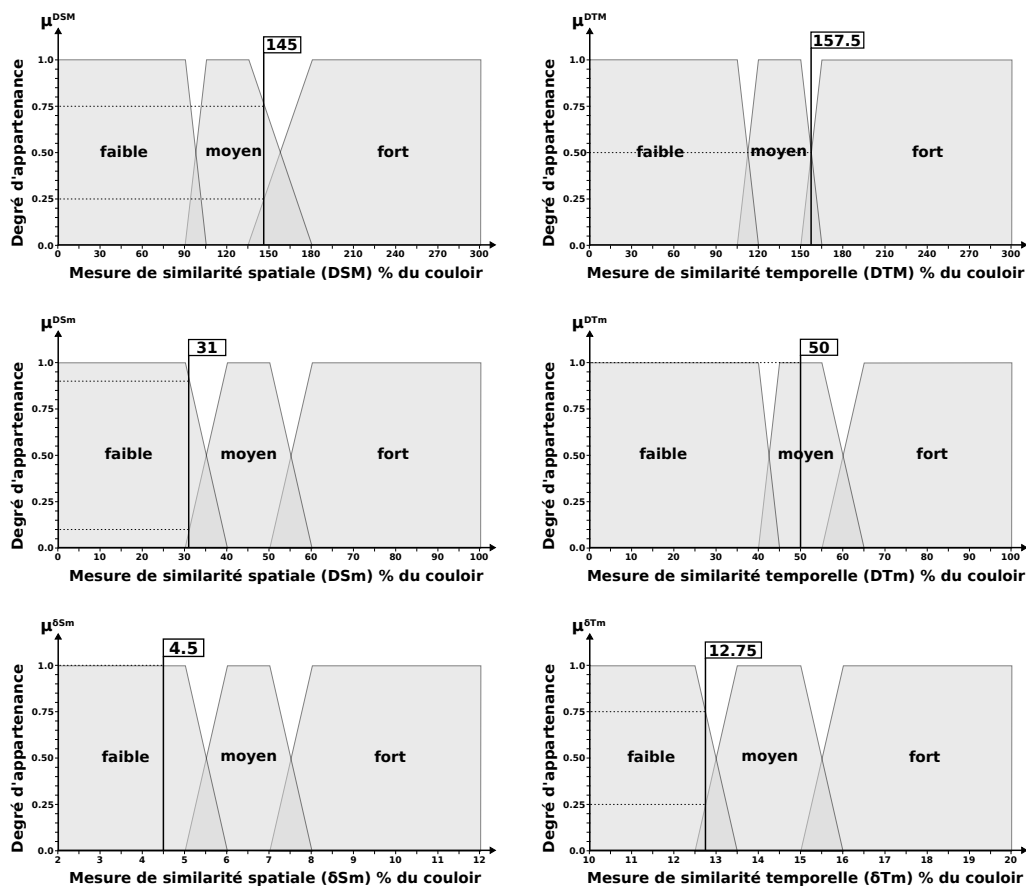 μDSM
145
Degré d'appartenance
1.0
0.75
0.50
0.25
0.0
faible
moyen
fort
0 30 60 90 120 150 180 210 240 270 300
Mesure de similarité spatiale (DSM) % du couloir
μDTM
157.5
Degré d'appartenance
1.0
0.75
0.50
0.25
0.0
faible
moyen
fort
0 30 60 90 120 150 180 210 240 270 300
Mesure de similarité temporelle (DTM) % du couloir
μDSm
31
Degré d'appartenance
1.0
0.75
0.50
0.25
0.0
faible
moyen
fort
0 10 20 30 40 50 60 70 80 90 100
Mesure de similarité spatiale (DSm) % du couloir
μDTm
50
Degré d'appartenance
1.0
0.75
0.50
0.25
0.0
faible
moyen
fort
0 10 20 30 40 50 60 70 80 90 100
Mesure de similarité temporelle (DTm) % du couloir
μδSm
4.5
Degré d'appartenance
1.0
0.75
0.50
0.25
0.0
faible
moyen
fort
2 3 4 5 6 7 8 9 10 11 12
Mesure de similarité spatiale (δSm) % du couloir
μδTm
12.75
Degré d'appartenance
1.0
0.75
0.50
0.25
0.0
faible
moyen
fort
10 11 12 13 14 15 16 17 18 19 20
Mesure de similarité temporelle (δTm) % du couloir